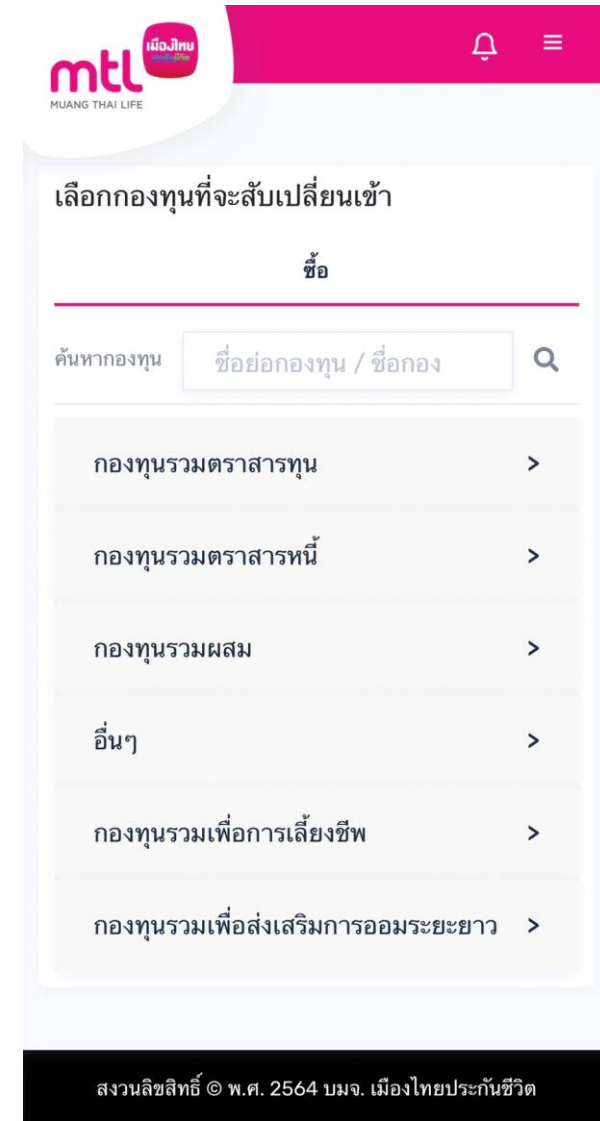 mtl
เมืองไทย
MUANG THAI LIFE
เลือกกองทุนที่จะสับเปลี่ยนเข้า
ซื้อ
ค้นหากองทุน
ชื่อย่อกองทุน / ชื่อกอง
กองทุนรวมตราสารทุน
>
กองทุนรวมตราสารหนี้
>
กองทุนรวมผสม
>
อื่นๆ
>
กองทุนรวมเพื่อการเลี้ยงชีพ
>
กองทุนรวมเพื่อส่งเสริมการออมระยะยาว
>
สงวนลิขสิทธิ์ © พ.ศ. 2564 บมจ. เมืองไทยประกันชีวิต